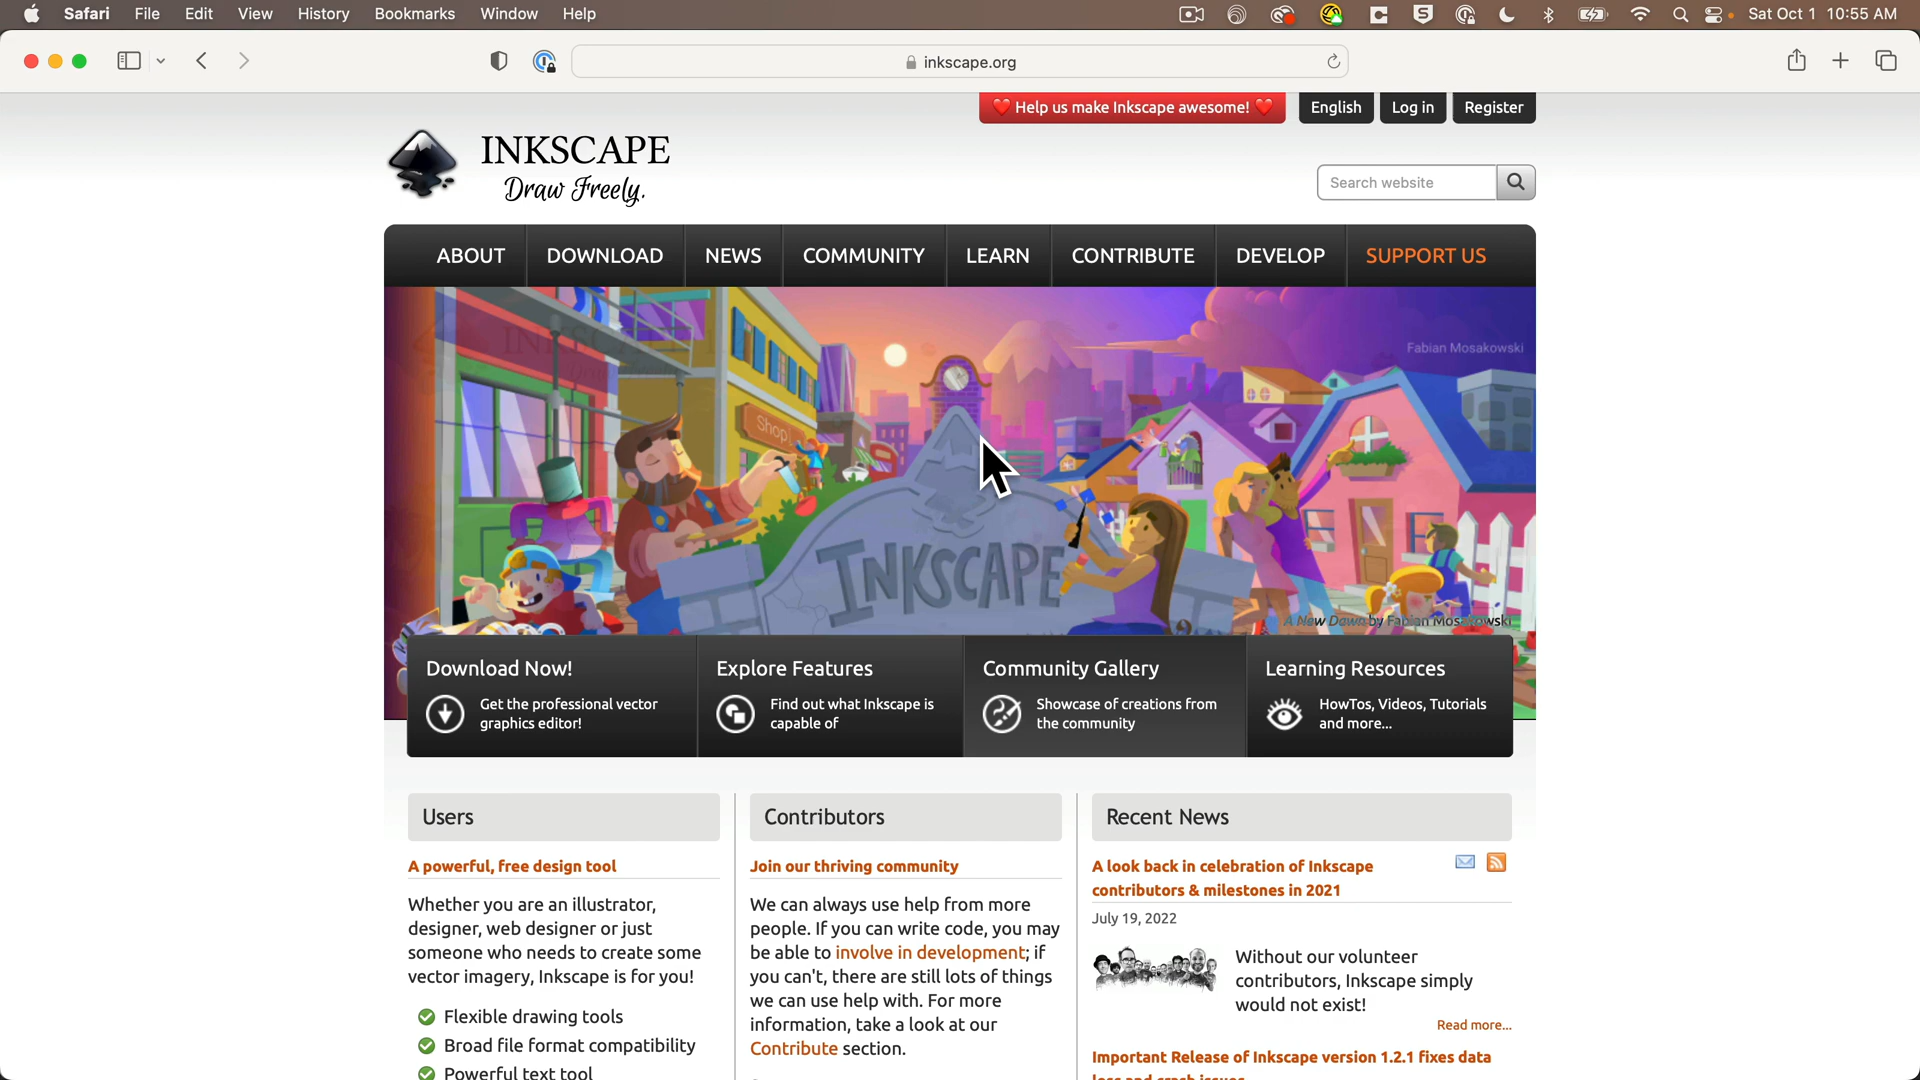 Safari File Edit View History Bookmarks Window Help
Sat Oct 1 10:55 AM
inkscape.org
Help us make Inkscape awesome!
English
Log in
Register
INKSCAPE
Draw Freely.
Search website
ABOUT
DOWNLOAD
NEWS
COMMUNITY
LEARN
CONTRIBUTE
DEVELOP
SUPPORT US
Fabian Mosakowski
Shop
INKSCAPE
A New Dawn by Fabian Mosakowski
Download Now!
Get the professional vector
graphics editor!
Explore Features
Find out what Inkscape is
capable of
Community Gallery
Showcase of creations from
the community
Learning Resources
HowTos, Videos, Tutorials
and more...
Users
A powerful, free design tool
Whether you are an illustrator,
designer, web designer or just
someone who needs to create some
vector imagery, Inkscape is for you!
Flexible drawing tools
Broad file format compatibility
Powerful text tool
Contributors
Join our thriving community
We can always use help from more
people. If you can write code, you may
be able to involve in development; if
you can't, there are still lots of things
we can use help with. For more
information, take a look at our
Contribute section.
Recent News
A look back in celebration of Inkscape
contributors & milestones in 2021
July 19, 2022
Without our volunteer
contributors, Inkscape simply
would not exist!
Read more...
Important Release of Inkscape version 1.2.1 fixes data